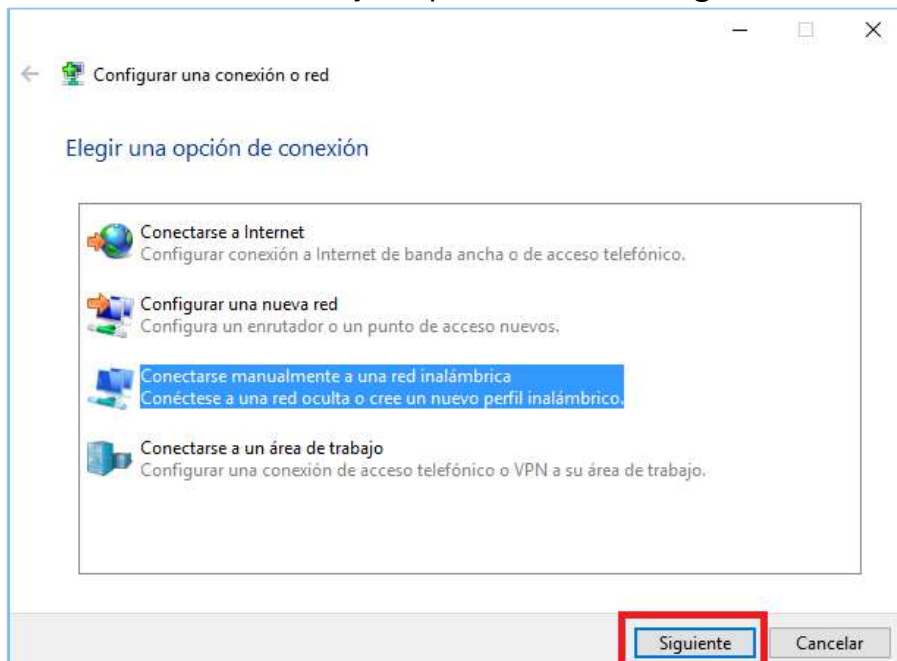 Configurar una conexión o red
Elegir una opción de conexión
Conectarse a Internet
Configurar conexión a Internet de banda ancha o de acceso telefónico.
Configurar una nueva red
Configura un enrutador o un punto de acceso nuevos.
Conectarse manualmente a una red inalámbrica
Conéctese a una red oculta o cree un nuevo perfil inalámbrico.
Conectarse a un área de trabajo
Configurar una conexión de acceso telefónico o VPN a su área de trabajo.
Siguiente Cancelar